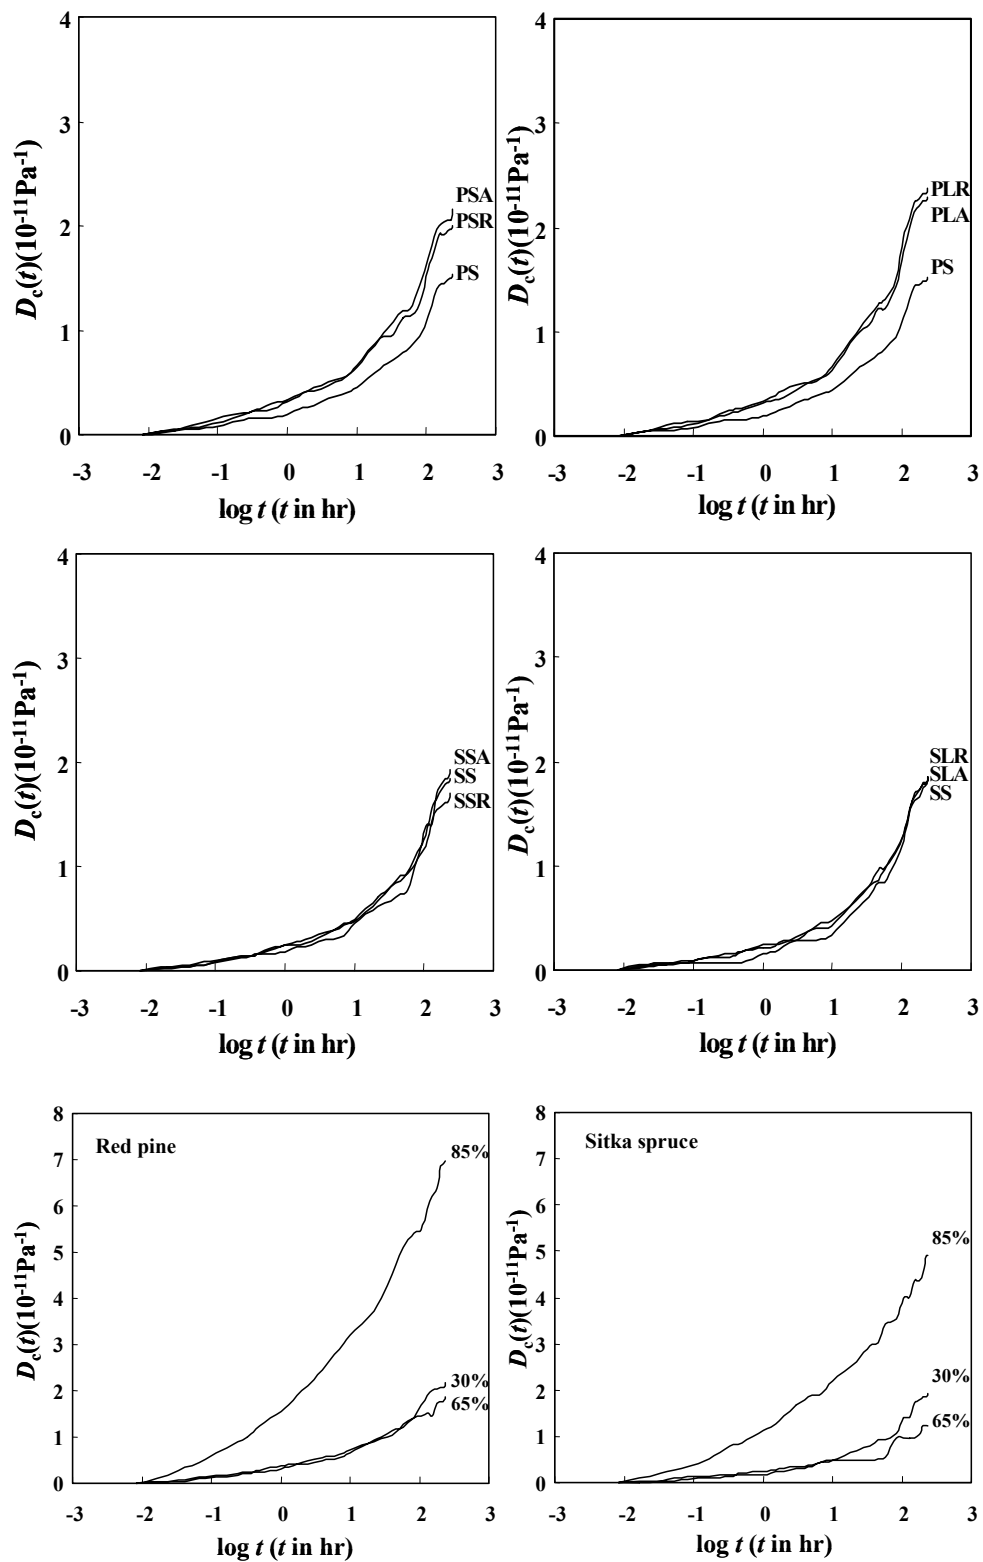 4
3
2
1
0
-3 -2 -1 0 1 2 3
D_c(t)(10^-11Pa^-1)
log t (t in hr)
PSA
PSR
PS
4
3
2
1
0
-3 -2 -1 0 1 2 3
D_c(t)(10^-11Pa^-1)
log t (t in hr)
PLR
PLA
PS
4
3
2
1
0
-3 -2 -1 0 1 2 3
D_c(t)(10^-11Pa^-1)
log t (t in hr)
SSA
SS
SSR
4
3
2
1
0
-3 -2 -1 0 1 2 3
D_c(t)(10^-11Pa^-1)
log t (t in hr)
SLR
SLA
SS
8
7
6
5
4
3
2
1
0
-3 -2 -1 0 1 2 3
D_c(t)(10^-11Pa^-1)
log t (t in hr)
Red pine
85%
30%
65%
8
7
6
5
4
3
2
1
0
-3 -2 -1 0 1 2 3
D_c(t)(10^-11Pa^-1)
log t (t in hr)
Sitka spruce
85%
30%
65%